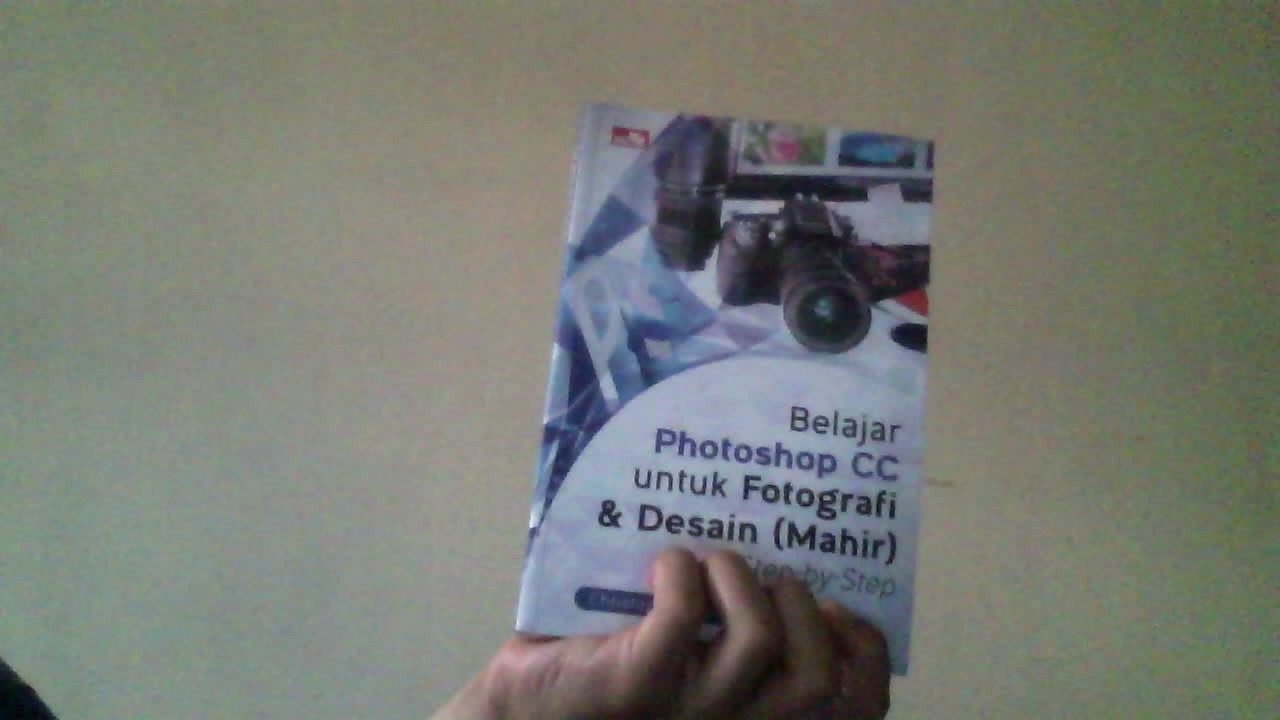 Belajar
Photoshop CC
untuk Fotografi
& Desain (Mahir)
Step-by-Step